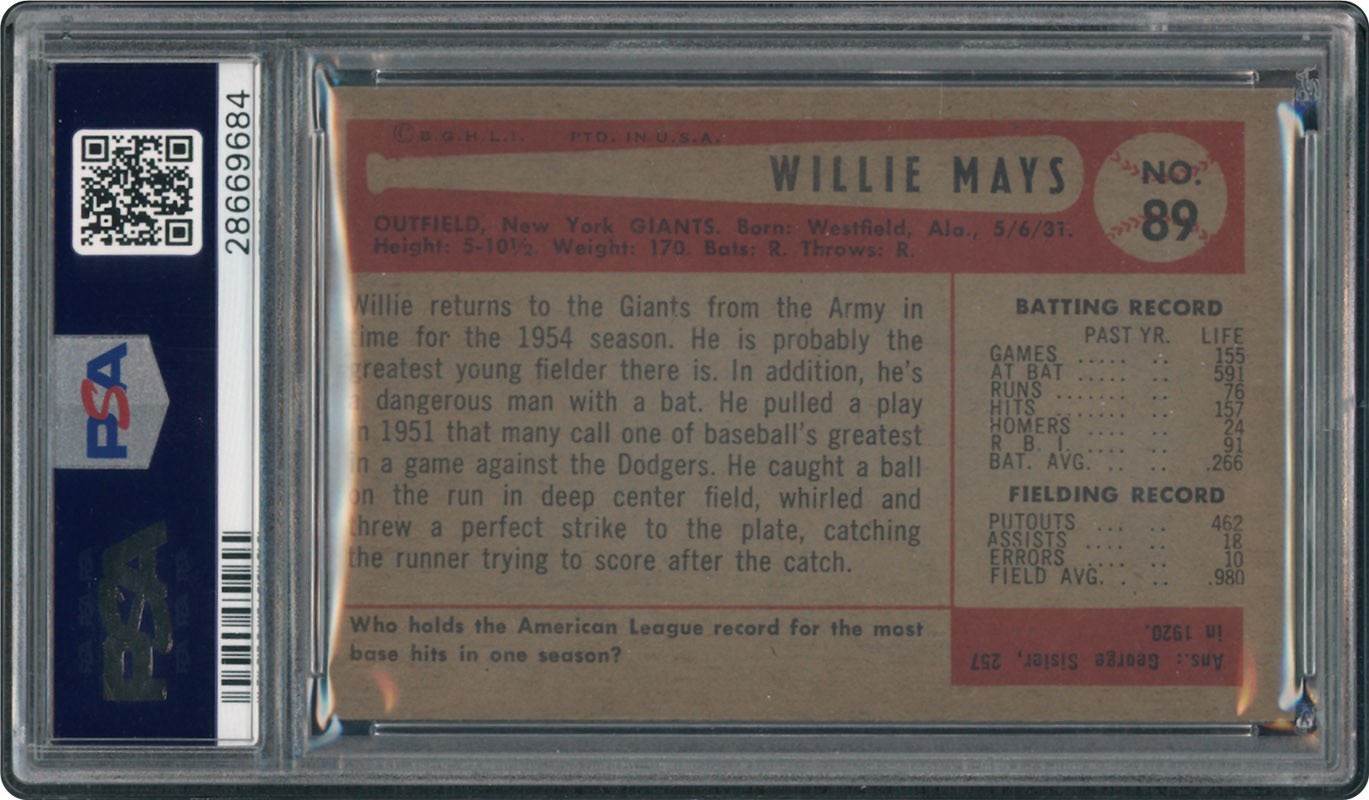 28669684
PSA
PSA
© B.G.H.L.I. PTD. IN U.S.A.
WILLIE MAYS
NO.
89
OUTFIELD, New York GIANTS. Born: Westfield, Ala., 5/6/31.
Height: 5-10½. Weight: 170. Bats: R. Throws: R.
Willie returns to the Giants from the Army in
time for the 1954 season. He is probably the
greatest young fielder there is. In addition, he's
a dangerous man with a bat. He pulled a play
in 1951 that many call one of baseball's greatest
in a game against the Dodgers. He caught a ball
on the run in deep center field, whirled and
threw a perfect strike to the plate, catching
the runner trying to score after the catch.
Who holds the American League record for the most
base hits in one season?
BATTING RECORD
PAST YR. LIFE
GAMES ..... .. 155
AT BAT ..... .. 591
RUNS ........ .. 76
HITS ........ .. 157
HOMERS .... .. 24
R. B. I. .... .. 91
BAT. AVG. .. .. .266
FIELDING RECORD
PUTOUTS ... .. 462
ASSISTS .... .. 18
ERRORS .... .. 10
FIELD AVG. . .. .980
Ans.: George Sisler, 257
in 1920.